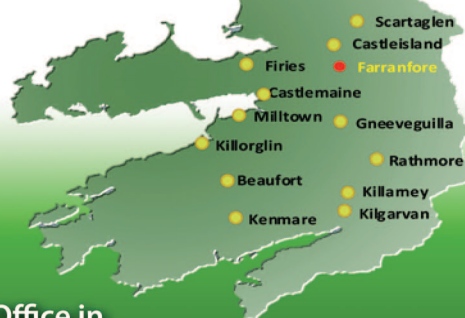 Scartaglen
Castleisland
Firies
Farranfore
Castlemaine
Milltown
Gneeveguilla
Killorglin
Rathmore
Beaufort
Killarney
Kilgarvan
Kenmare
Office in